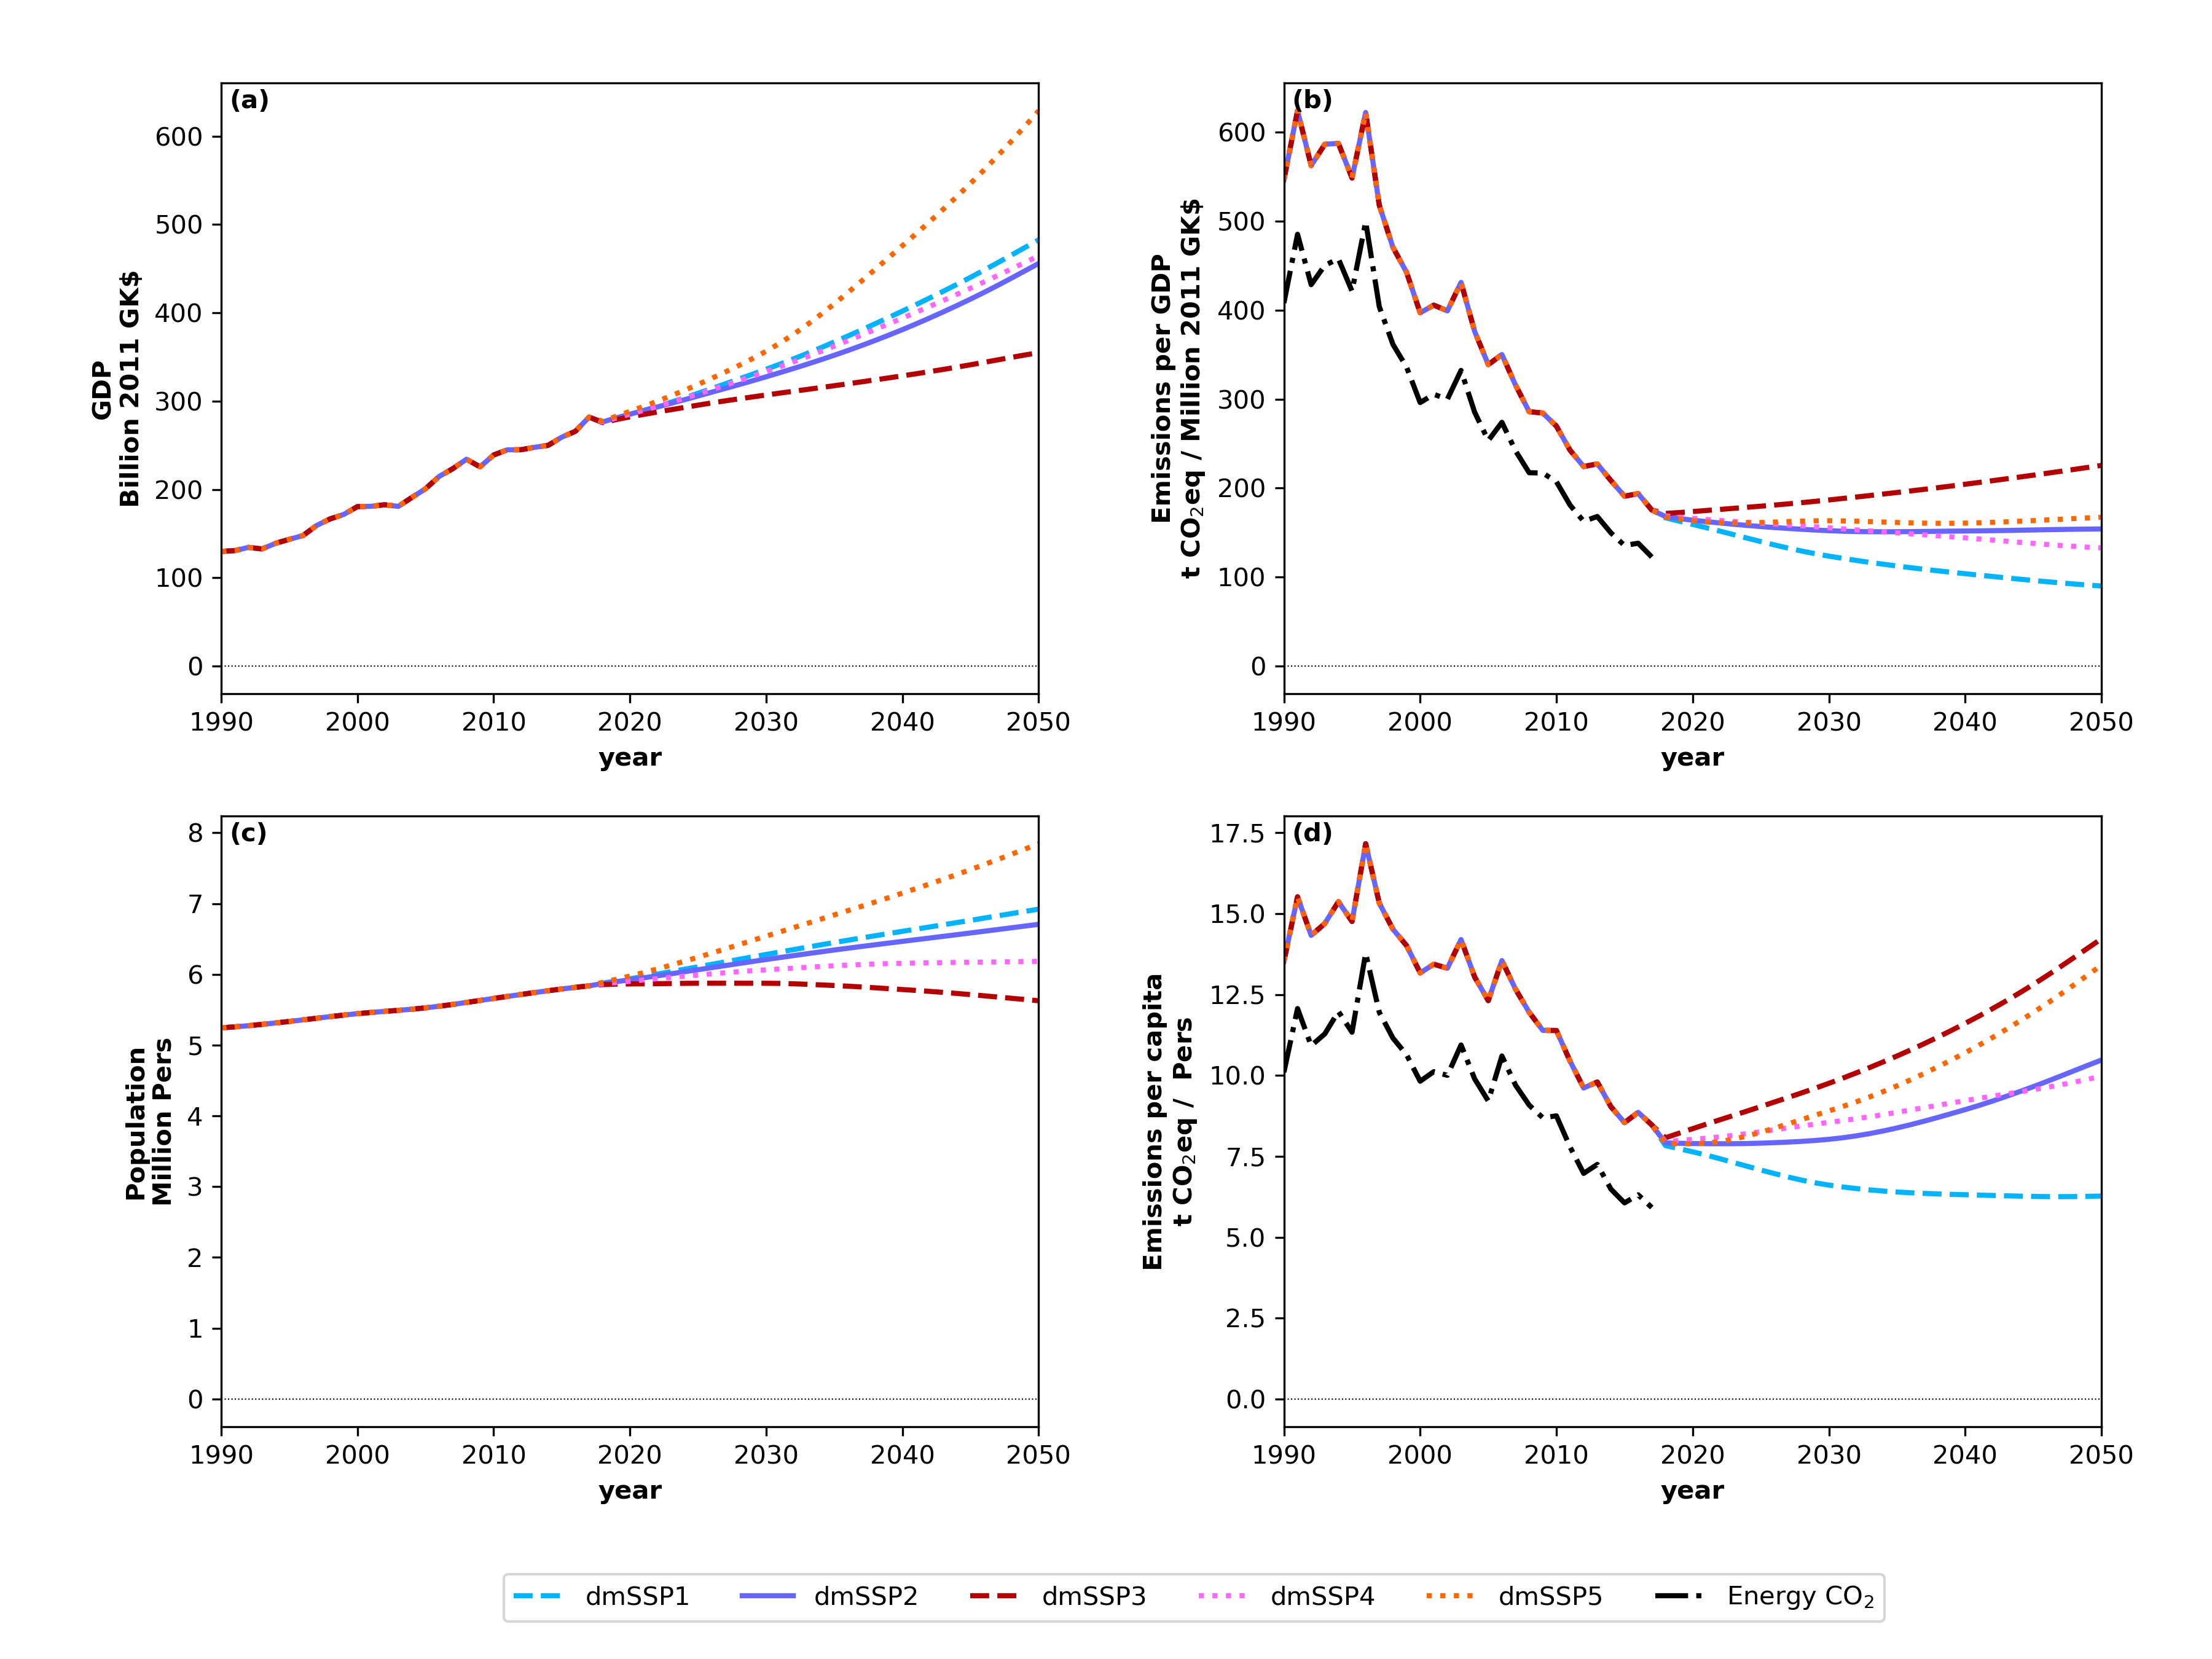 (a)
600
500
400
300
200
100
0
GDP
Billion 2011 GK$
1990 2000 2010 2020 2030 2040 2050
year
(b)
600
500
400
300
200
100
0
Emissions per GDP
t CO₂eq / Million 2011 GK$
1990 2000 2010 2020 2030 2040 2050
year
(c)
8
7
6
5
4
3
2
1
0
Population
Million Pers
1990 2000 2010 2020 2030 2040 2050
year
(d)
17.5
15.0
12.5
10.0
7.5
5.0
2.5
0.0
Emissions per capita
t CO₂eq / Pers
1990 2000 2010 2020 2030 2040 2050
year
dmSSP1 dmSSP2 dmSSP3 dmSSP4 dmSSP5 Energy CO₂